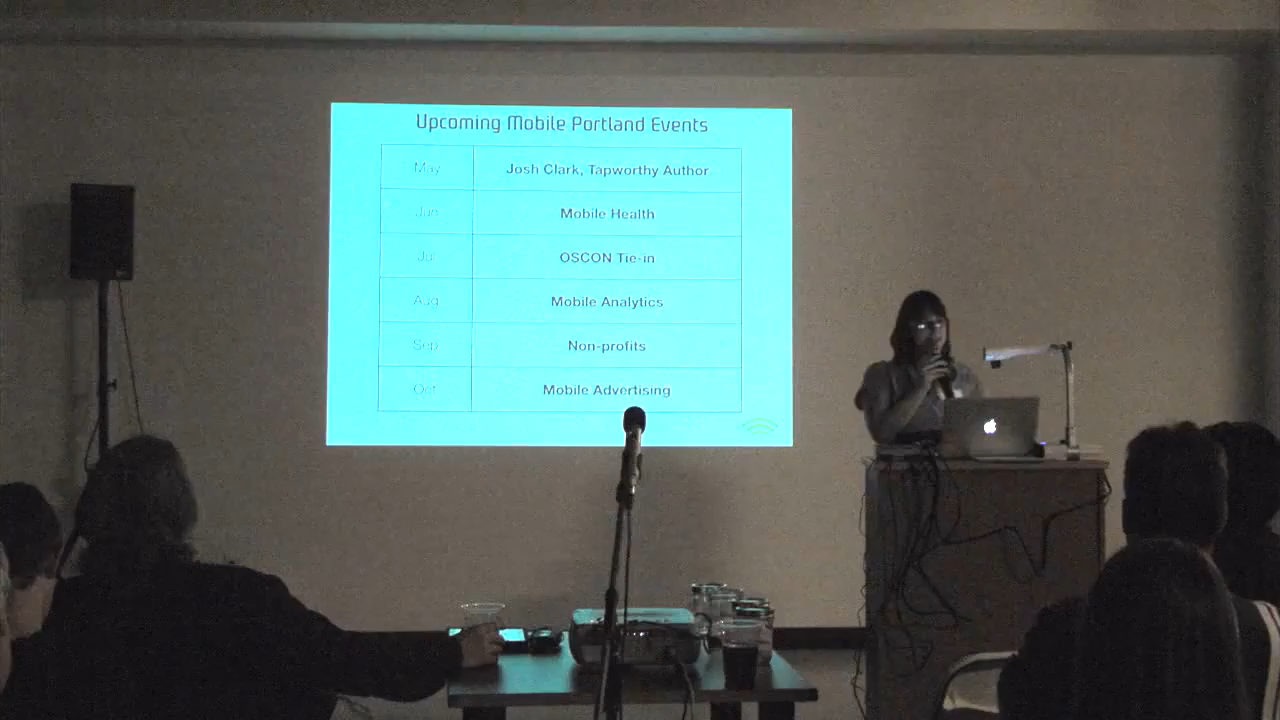 Upcoming Mobile Portland Events
May Josh Clark, Tapworthy Author
Jun Mobile Health
Jul OSCON Tie-in
Aug Mobile Analytics
Sep Non-profits
Oct Mobile Advertising